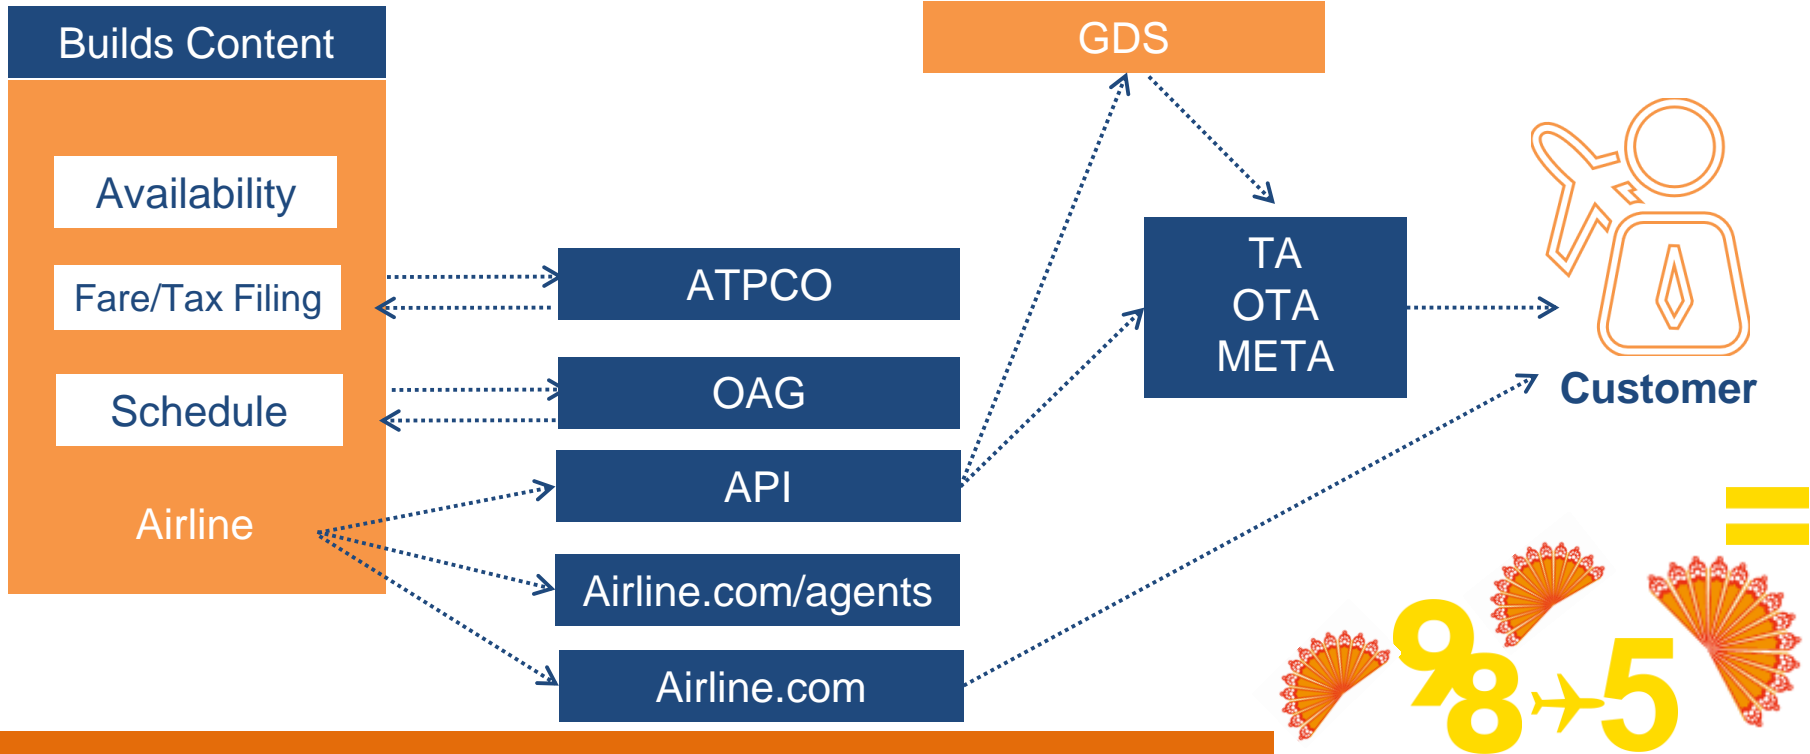 Builds Content
Availability
Fare/Tax Filing
Schedule
Airline
ATPCO
OAG
API
Airline.com/agents
Airline.com
GDS
TA
OTA
META
Customer
=
98 5